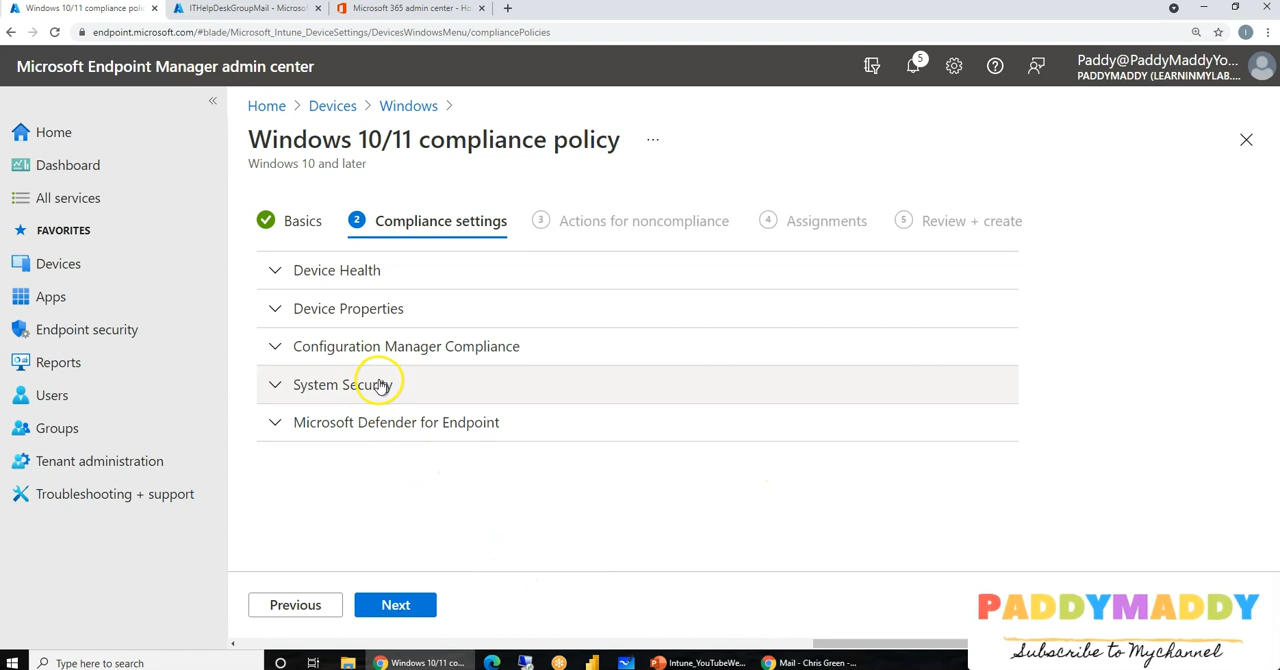 Windows 10/11 compliance polic
ITHelpDeskGroupMail - Microsof
Microsoft 365 admin center - Ho
endpoint.microsoft.com/#blade/Microsoft_Intune_DeviceSettings/DevicesWindowsMenu/compliancePolicies
Microsoft Endpoint Manager admin center
5
Paddy@PaddyMaddyYo...
PADDYMADDY (LEARNINMYLAB....
Home > Devices > Windows >
Windows 10/11 compliance policy ...
Windows 10 and later
Home
Dashboard
All services
FAVORITES
Devices
Apps
Endpoint security
Reports
Users
Groups
Tenant administration
Troubleshooting + support
Basics
2 Compliance settings
3 Actions for noncompliance
4 Assignments
5 Review + create
Device Health
Device Properties
Configuration Manager Compliance
System Security
Microsoft Defender for Endpoint
Previous
Next
PADDYMADDY
Subscribe to Mychannel
Type here to search
Windows 10/11 co...
Intune_YouTubeWe...
Mail - Chris Green -...